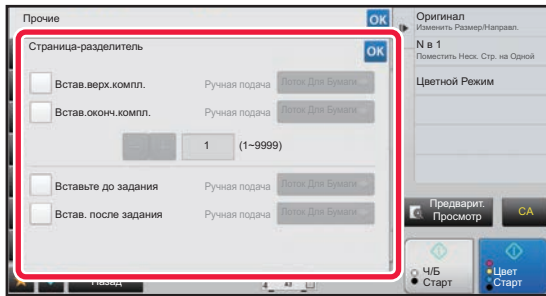 Прочие
OK
Страница-разделитель
OK
Встав.верх.компл.
Ручная подача
Лоток Для Бумаги
Встав.оконч.компл.
Ручная подача
Лоток Для Бумаги
1
(1~9999)
Вставьте до задания
Ручная подача
Лоток Для Бумаги
Встав. после задания
Ручная подача
Лоток Для Бумаги
Назад
Оригинал
Изменить Размер/Направл.
N в 1
Поместить Неск. Стр. на Одной
Цветной Режим
Предварит.
Просмотр
CA
Ч/Б
Старт
Цвет
Старт